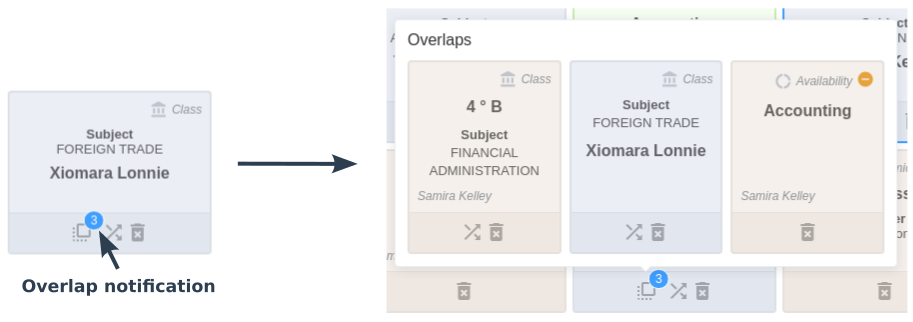 Class
Subject
FOREIGN TRADE
Xiomara Lonnie
3
Overlap notification
Overlaps
Class
4 ° B
Subject
FINANCIAL
ADMINISTRATION
Samira Kelley
Class
Subject
FOREIGN TRADE
Xiomara Lonnie
Availability
Accounting
Samira Kelley
3